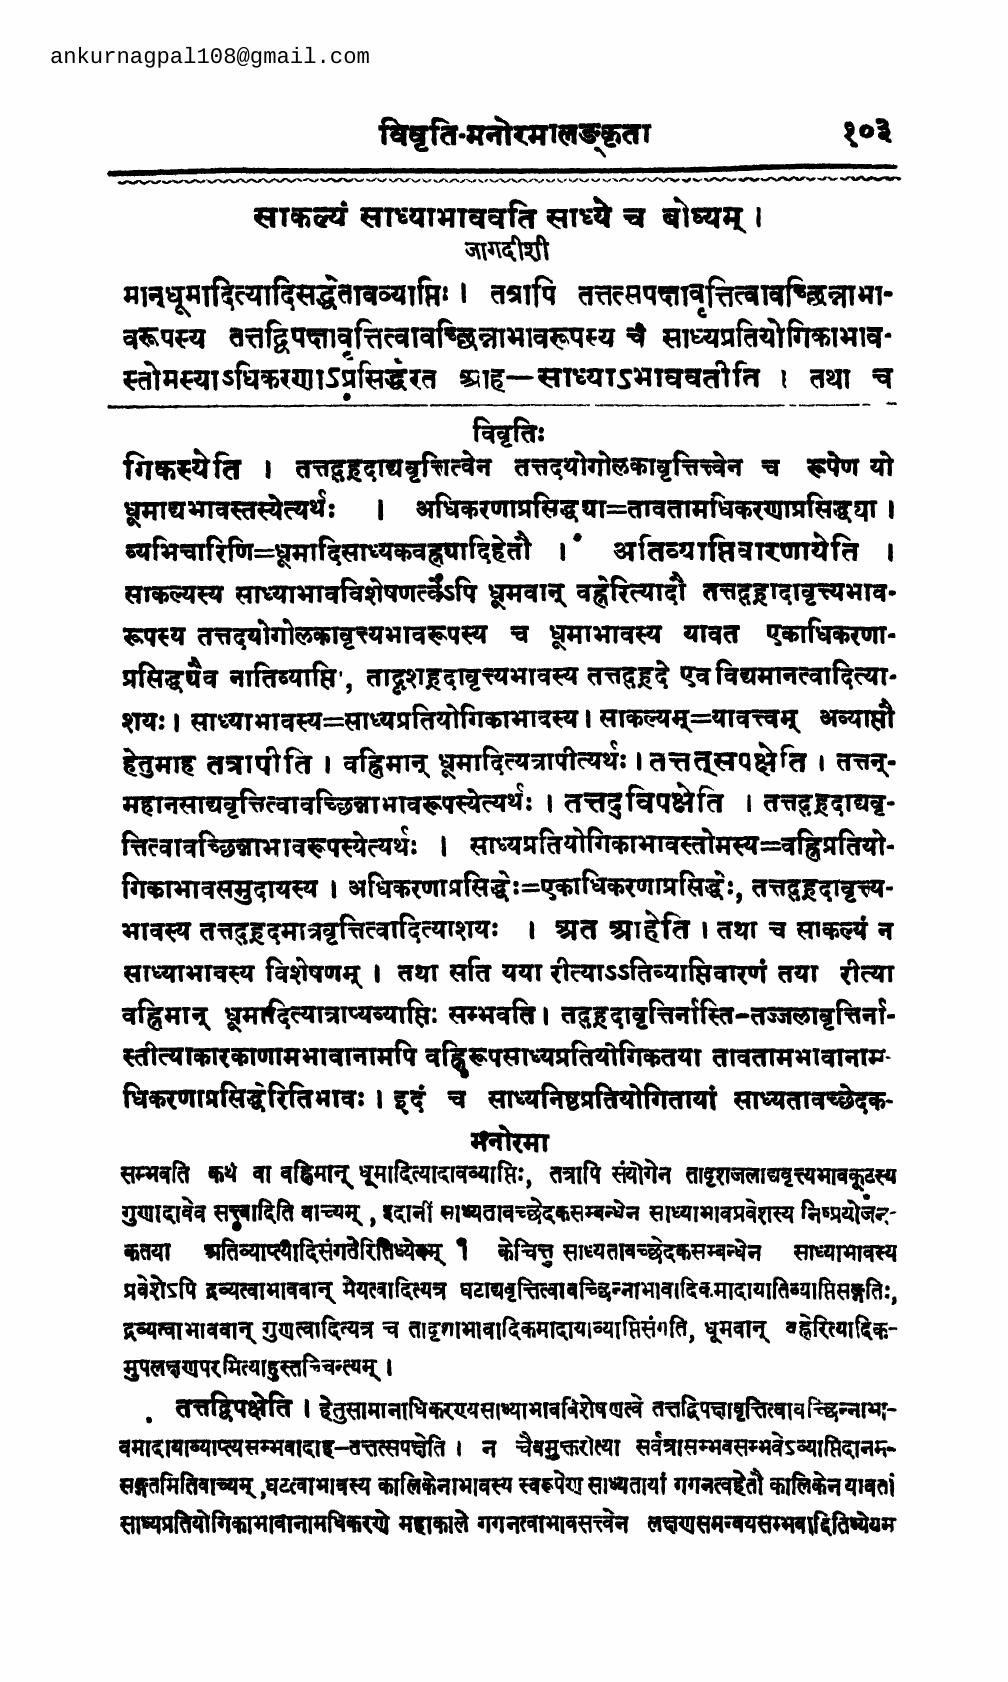 ankurnagpal108@gmail.com
विवृति-मनोरमालङ्कृता १०३
साकल्यं साध्याभाववति साध्ये च बोध्यम् ।
जागदीशी
मान्धूमादित्यादिसद्धेतावव्याप्तिः । तत्रापि तत्तत्सपक्षावृत्तित्वावच्छिन्नाभा-
वरूपस्य तत्तद्विपक्षावृत्तित्वावच्छिन्नाभावरूपस्य च साध्यप्रतियोगिकाभाव-
स्तोमस्याऽधिकरणाऽप्रसिद्धेरत आह—साध्याऽभाववतीति । तथा च
विवृतिः
गिकस्येति । तत्तद्ह्रदाद्यवृत्तित्वेन तत्तदयोगोलकावृत्तित्त्वेन च रूपेण यो
धूमाद्यभावस्तस्येत्यर्थः । अधिकरणाप्रसिद्ध्या=तावतामधिकरणाप्रसिद्ध्या ।
व्यभिचारिणि=धूमादिसाध्यकवह्न्यादिहेतौ । अतिव्याप्तिवारणायेति ।
साकल्यस्य साध्याभावविशेषणत्वेऽपि धूमवान् वह्नेरित्यादौ तत्तद्ह्रदावृत्त्यभाव-
रूपस्य तत्तदयोगोलकावृत्त्यभावरूपस्य च धूमाभावस्य यावत एकाधिकरणा-
प्रसिद्ध्यैव नातिव्याप्ति', तादृशह्रदावृत्त्यभावस्य तत्तद्ह्रदे एव विद्यमानत्वादित्या-
शयः । साध्याभावस्य=साध्यप्रतियोगिकाभावस्य । साकल्यम्=यावत्त्वम् अव्याप्तौ
हेतुमाह तत्रापीति । वह्निमान् धूमादित्यत्रापीत्यर्थः । तत्तत्सपक्षेति । तत्तन्-
महानसाद्यवृत्तित्वावच्छिन्नाभावरूपस्येत्यर्थः । तत्तद्विपक्षेति । तत्तद्ह्रदाद्यवृ-
त्तित्वावच्छिन्नाभावरूपस्येत्यर्थः । साध्यप्रतियोगिकाभावस्तोमस्य=वह्निप्रतियो-
गिकाभावसमुदायस्य । अधिकरणाप्रसिद्धेः=एकाधिकरणाप्रसिद्धेः, तत्तद्ह्रदावृत्त्य-
भावस्य तत्तद्ह्रदमात्रवृत्तित्वादित्याशयः । अत आहेति । तथा च साकल्यं न
साध्याभावस्य विशेषणम् । तथा सति यया रीत्याऽऽतिव्याप्तिवारणं तया रीत्या
वह्निमान् धूमादित्यात्राप्यव्याप्तिः सम्भवति । तद्ह्रदावृत्तिर्नास्ति-तज्जलावृत्तिर्ना-
स्तीत्याकारकाणामभावानामपि वह्निरूपसाध्यप्रतियोगिकतया तावतामभावानाम-
धिकरणाप्रसिद्धेरितिभावः । इदं च साध्यनिष्ठप्रतियोगितायां साध्यतावच्छेदक-
मनोरमा
सम्भवति कथं वा वह्निमान् धूमादित्यादावव्याप्तिः, तत्रापि संयोगेन तादृशजलाद्यवृत्त्यभावकूटस्य
गुणादावेव सत्त्वादिति वाच्यम् , इदानीं साध्यतावच्छेदकसम्बन्धेन साध्याभावप्रवेशस्य निष्प्रयोजन-
कतया अतिव्याप्त्यादिसंगतेरितिध्येयम् । केचित्तु साध्यतावच्छेदकसम्बन्धेन साध्याभावस्य
प्रवेशेऽपि द्रव्यत्वाभाववान् मेयत्वादित्यत्र घटाद्यवृत्तित्वावच्छिन्नाभावादिकमादायातिव्याप्तिसङ्गतिः,
द्रव्यत्वाभाववान् गुणत्वादित्यत्र च तादृशाभावादिकमादायाव्याप्तिसंगति, धूमवान् वह्नेरित्यादिक-
मुपलक्षणपरमित्याहुस्तच्चिन्त्यम् ।
तत्तद्विपक्षेति । हेतुसामानाधिकरण्यसाध्याभावविशेषणत्वे तत्तद्विपक्षावृत्तित्वावच्छिन्नाभा-
वमादायाव्याप्त्यसम्भवादाह-तत्तत्सपक्षेति । न चैवमुक्तरीत्या सर्वत्रासम्भवसम्भवेऽव्याप्तिदानम-
सङ्गतमितिवाच्यम् ,घटत्वाभावस्य कालिकेनाभावस्य स्वरूपेण साध्यतायां गगनत्वहेतौ कालिकेन यावतां
साध्यप्रतियोगिकाभावानामधिकरणे महाकाले गगनत्वाभावसत्त्वेन लक्षणसमन्वयसम्भवादितिध्येयम